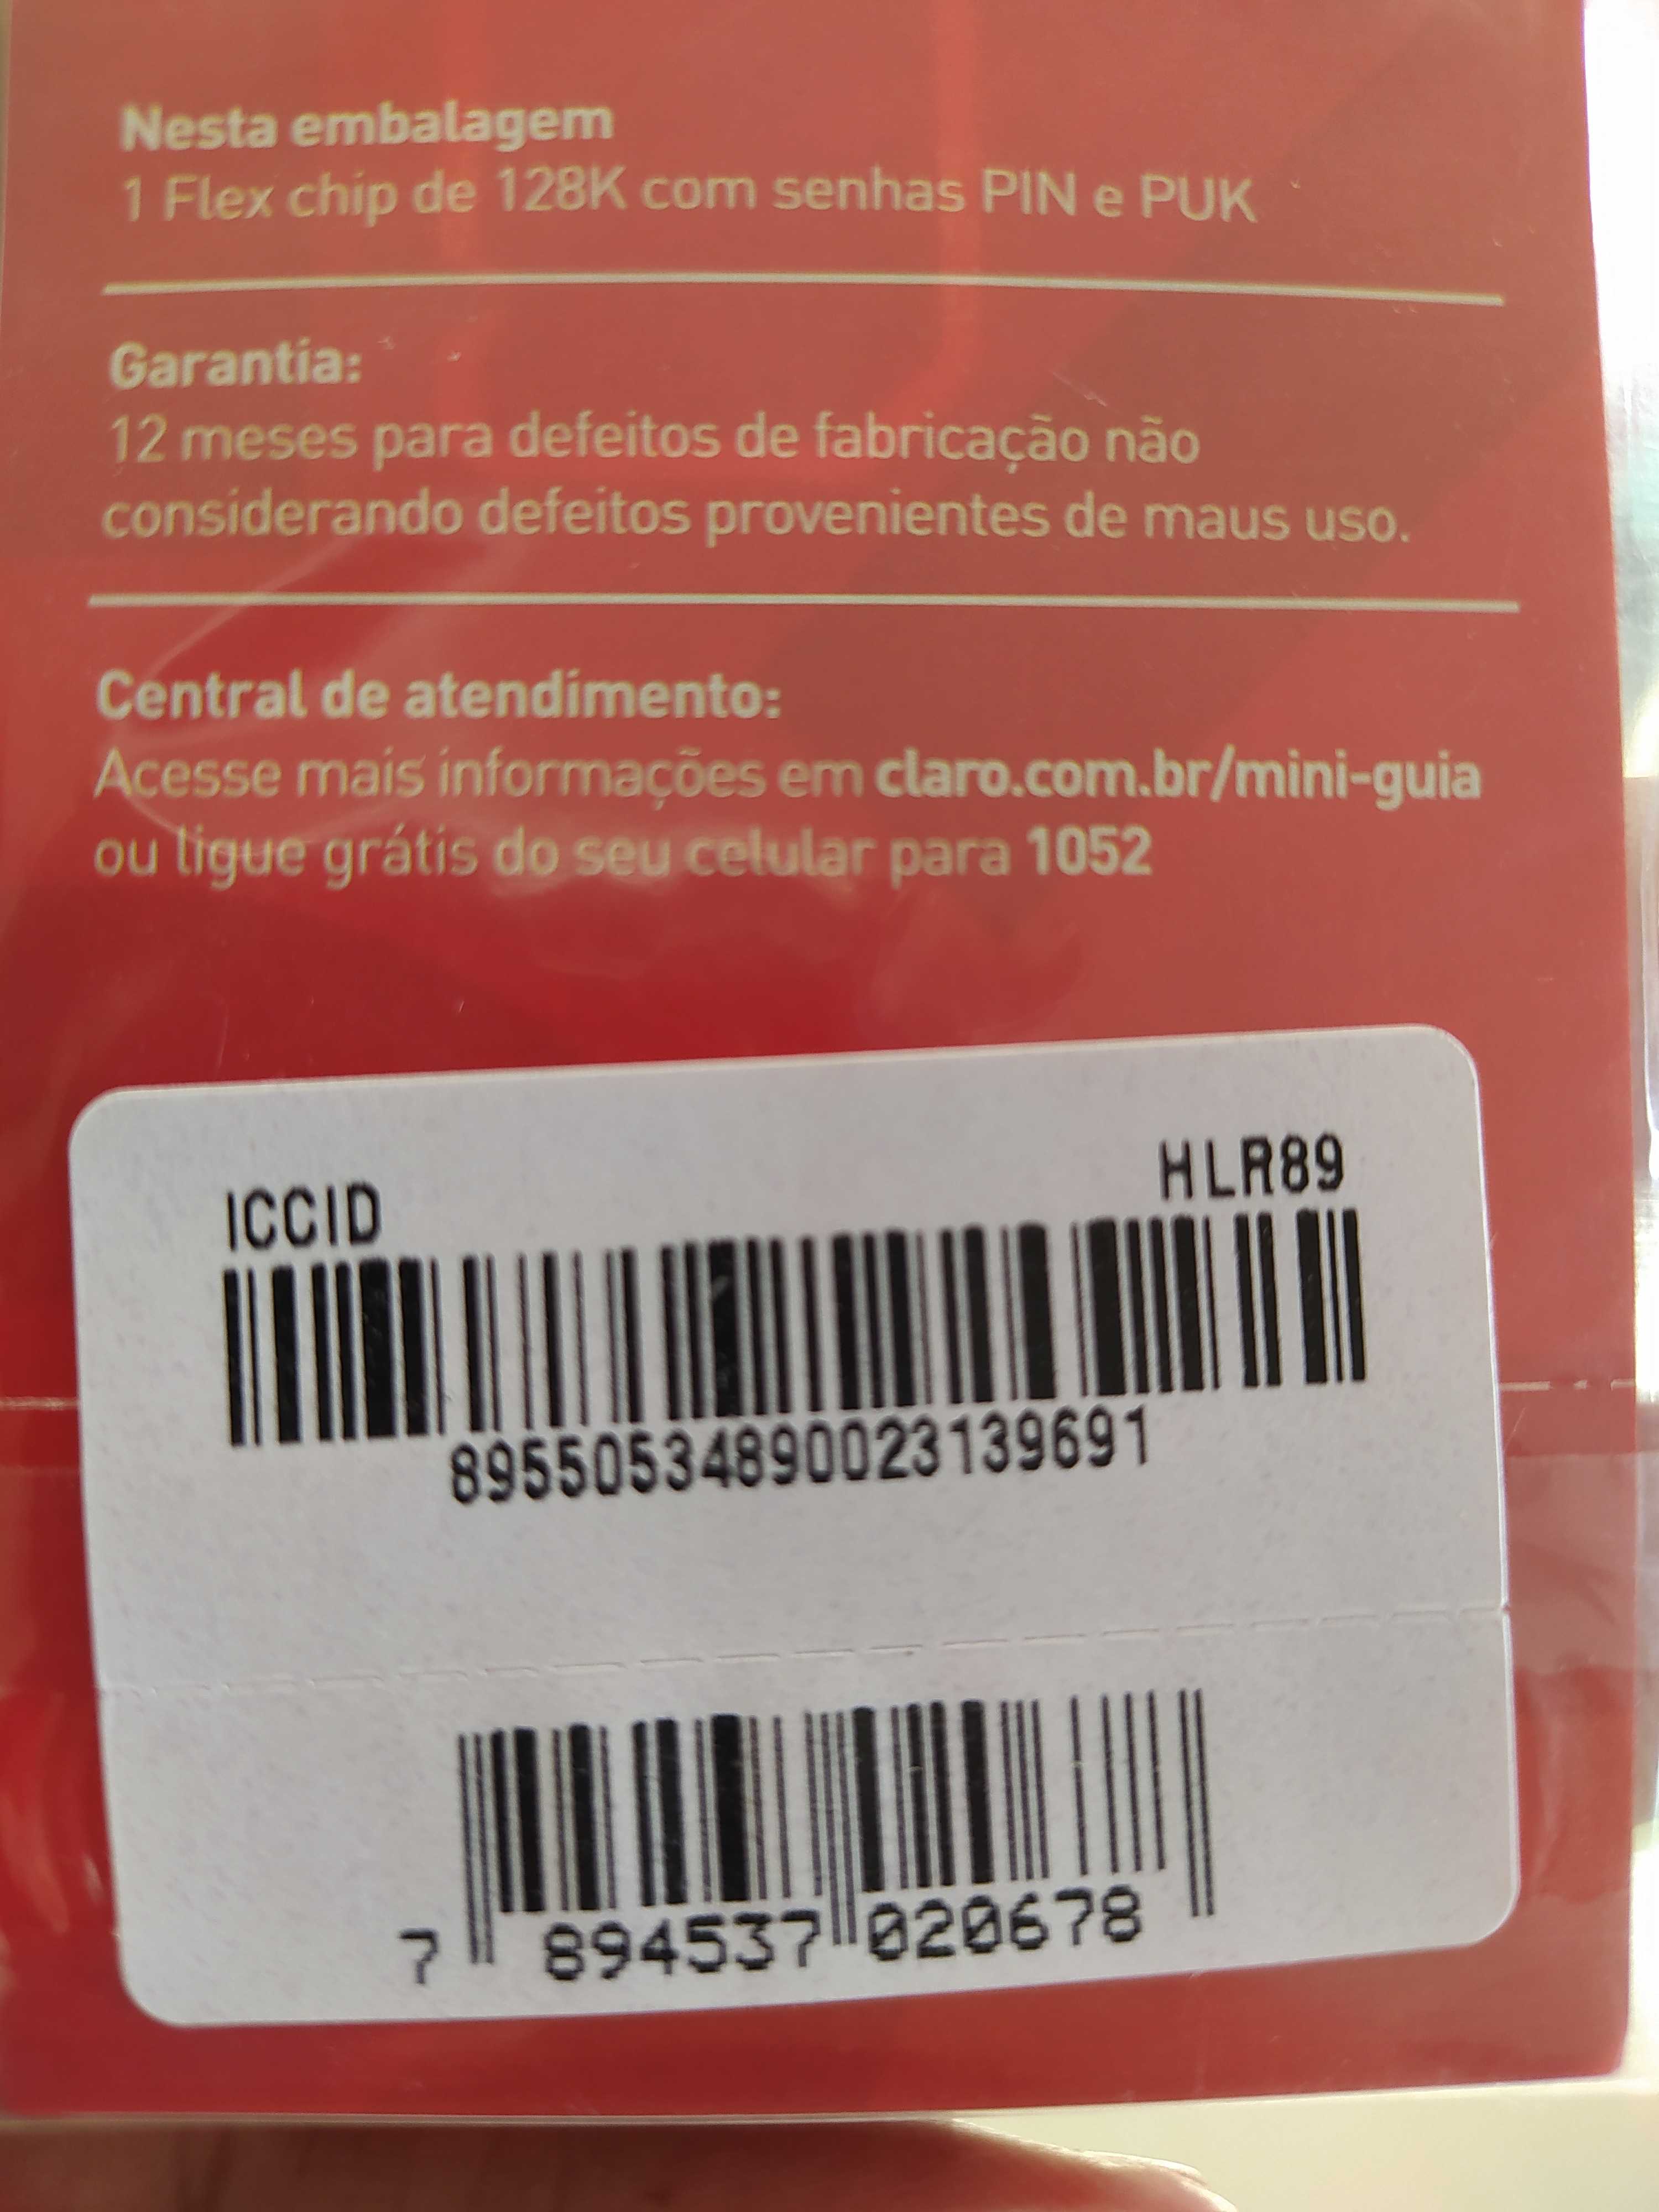 Nesta embalagem
1 Flex chip de 128K com senhas PIN e PUK
Garantia:
12 meses para defeitos de fabricação não
considerando defeitos provenientes de maus uso.
Central de atendimento:
Acesse mais informações em claro.com.br/mini-guia
ou ligue grátis do seu celular para 1052
ICCID HLR89
89550534890023139691
7 894537 020678